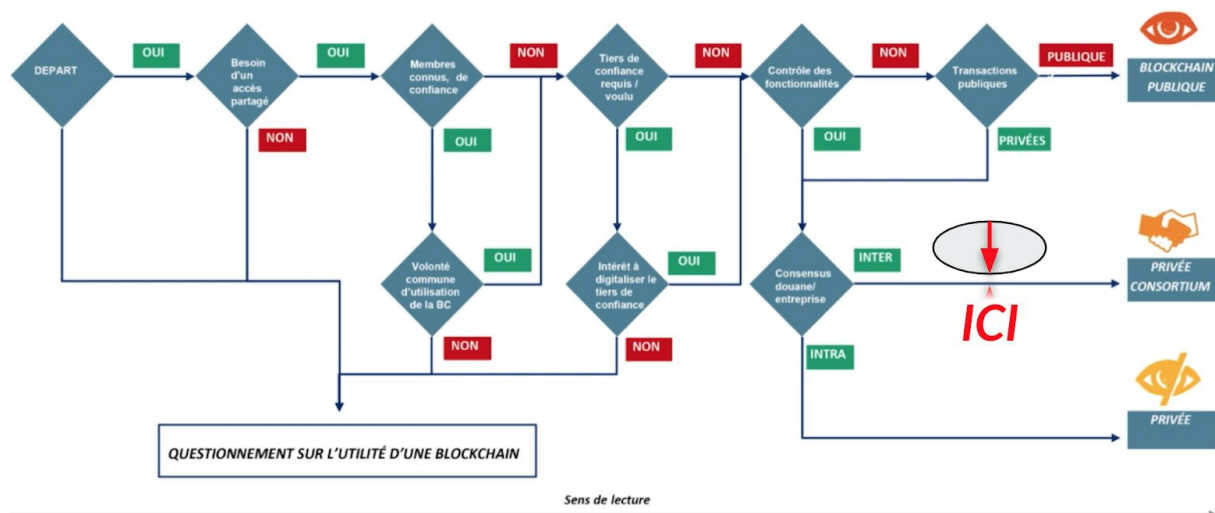 DEPART
OUI
Besoin
d'un
accès
partagé
OUI
NON
Membres
connus, de
confiance
NON
OUI
Tiers de
confiance
requis /
voulu
NON
OUI
Contrôle des
fonctionnalités
NON
OUI
Transactions
publiques
PUBLIQUE
PRIVÉES
BLOCKCHAIN
PUBLIQUE
Volonté
commune
d'utilisation
de la BC
OUI
NON
Intérêt à
digitaliser le
tiers de
confiance
OUI
NON
Consensus
douane/
entreprise
INTER
INTRA
ICI
PRIVÉE
CONSORTIUM
PRIVÉE
QUESTIONNEMENT SUR L'UTILITÉ D'UNE BLOCKCHAIN
Sens de lecture